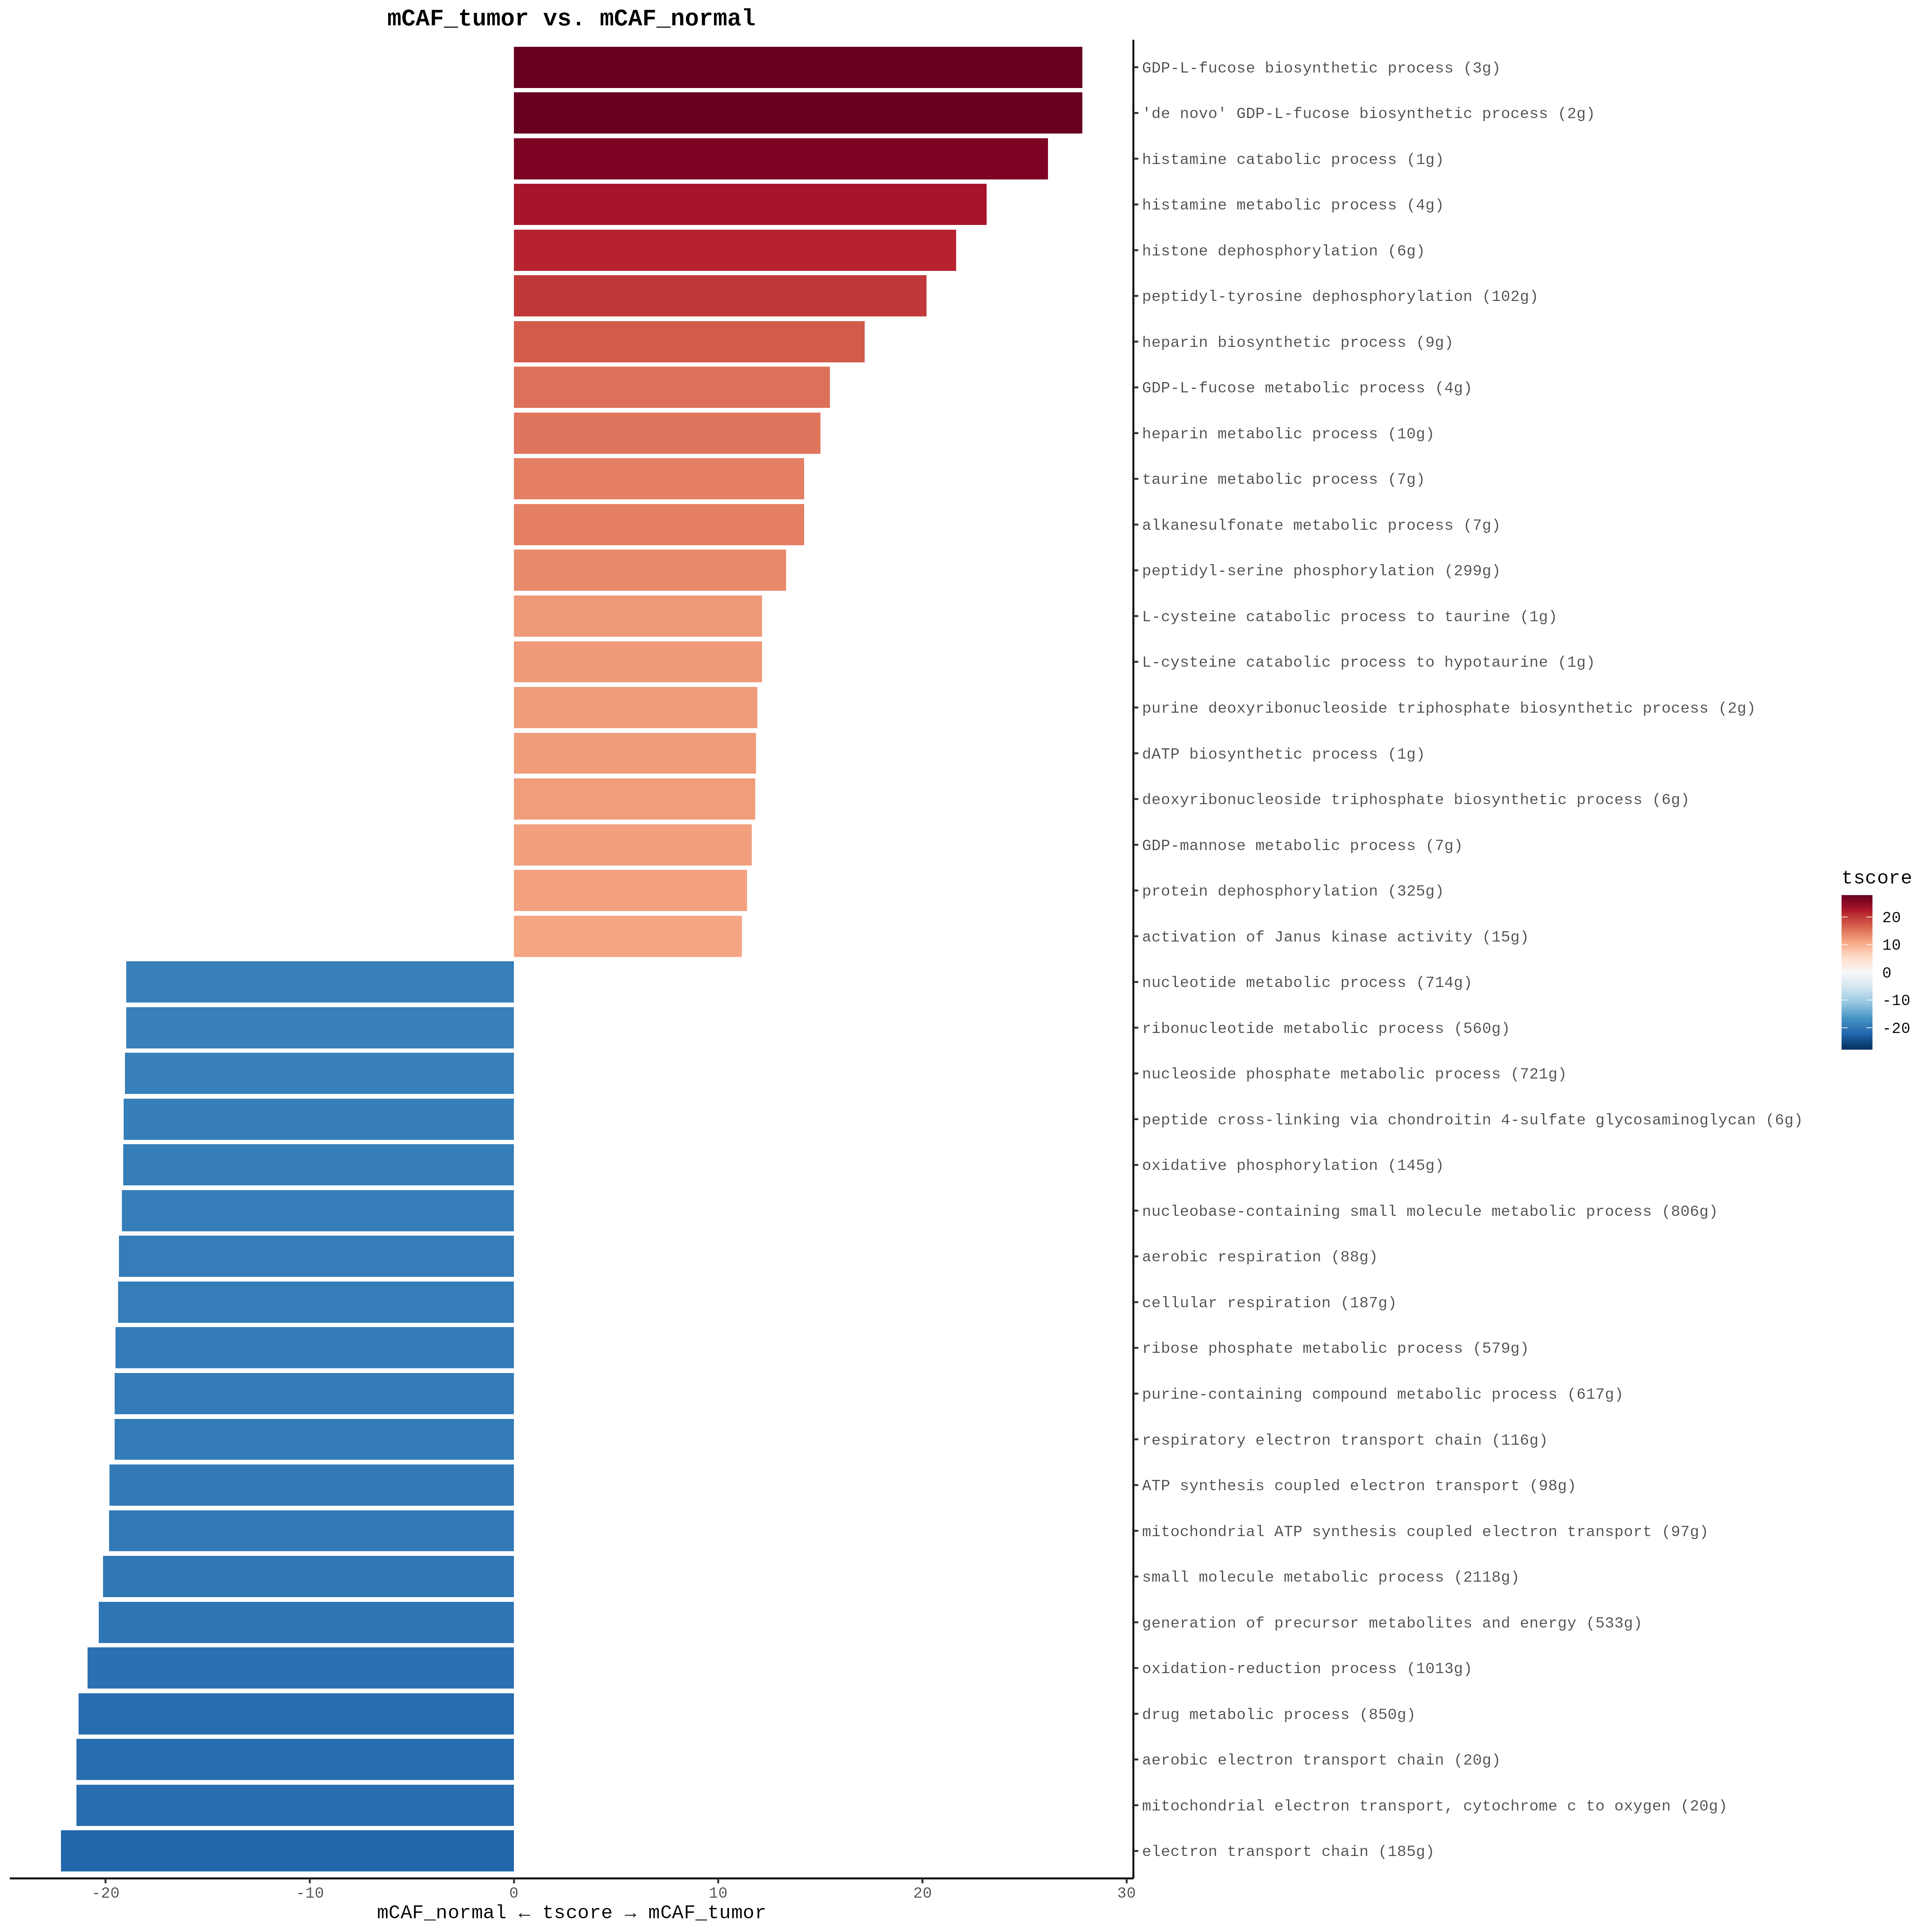 mCAF_tumor vs. mCAF_normal
GDP-L-fucose biosynthetic process (3g)
'de novo' GDP-L-fucose biosynthetic process (2g)
histamine catabolic process (1g)
histamine metabolic process (4g)
histone dephosphorylation (6g)
peptidyl-tyrosine dephosphorylation (102g)
heparin biosynthetic process (9g)
GDP-L-fucose metabolic process (4g)
heparin metabolic process (10g)
taurine metabolic process (7g)
alkanesulfonate metabolic process (7g)
peptidyl-serine phosphorylation (299g)
L-cysteine catabolic process to taurine (1g)
L-cysteine catabolic process to hypotaurine (1g)
purine deoxyribonucleoside triphosphate biosynthetic process (2g)
dATP biosynthetic process (1g)
deoxyribonucleoside triphosphate biosynthetic process (6g)
GDP-mannose metabolic process (7g)
protein dephosphorylation (325g)
activation of Janus kinase activity (15g)
nucleotide metabolic process (714g)
ribonucleotide metabolic process (560g)
nucleoside phosphate metabolic process (721g)
peptide cross-linking via chondroitin 4-sulfate glycosaminoglycan (6g)
oxidative phosphorylation (145g)
nucleobase-containing small molecule metabolic process (806g)
aerobic respiration (88g)
cellular respiration (187g)
ribose phosphate metabolic process (579g)
purine-containing compound metabolic process (617g)
respiratory electron transport chain (116g)
ATP synthesis coupled electron transport (98g)
mitochondrial ATP synthesis coupled electron transport (97g)
small molecule metabolic process (2118g)
generation of precursor metabolites and energy (533g)
oxidation-reduction process (1013g)
drug metabolic process (850g)
aerobic electron transport chain (20g)
mitochondrial electron transport, cytochrome c to oxygen (20g)
electron transport chain (185g)
-20 -10 0 10 20 30
mCAF_normal ← tscore → mCAF_tumor
tscore
20
10
0
-10
-20